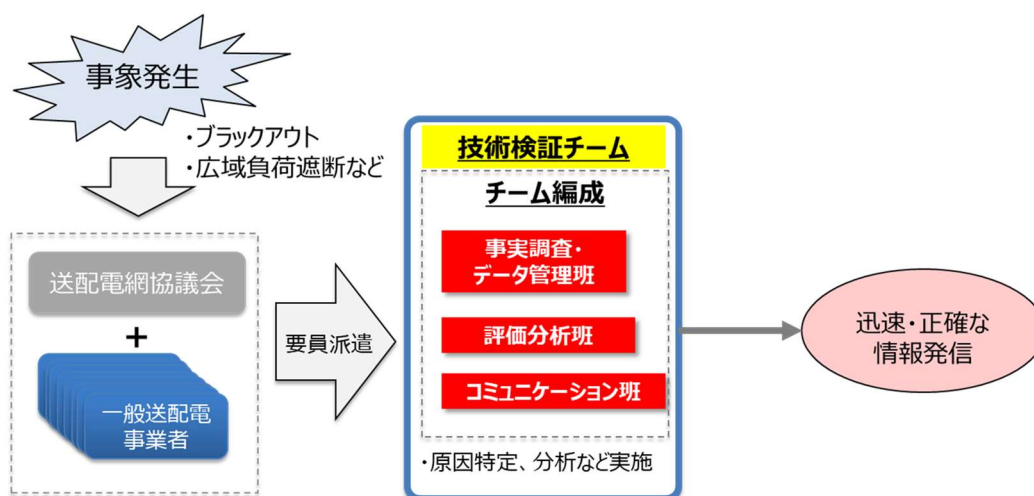 事象発生
・ブラックアウト
・広域負荷遮断など
送配電網協議会
+
一般送配電
事業者
要員派遣
技術検証チーム
チーム編成
事実調査・
データ管理班
評価分析班
コミュニケーション班
・原因特定、分析など実施
迅速・正確な
情報発信